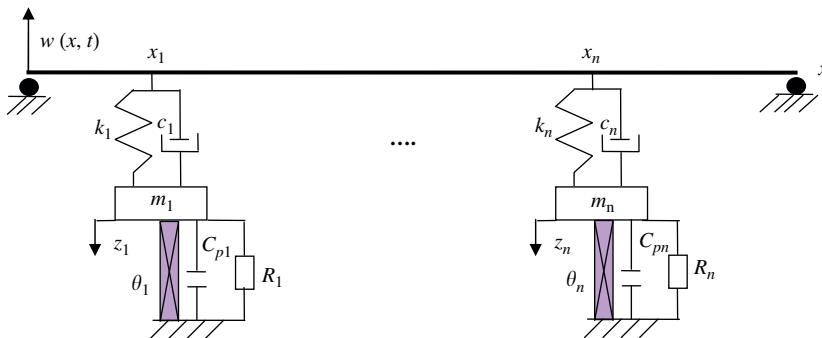 w (x, t)
x₁
xₙ
x
k₁
c₁
kₙ
cₙ
....
m₁
mₙ
z₁
Cₚ₁
R₁
zₙ
Cₚₙ
Rₙ
θ₁
θₙ